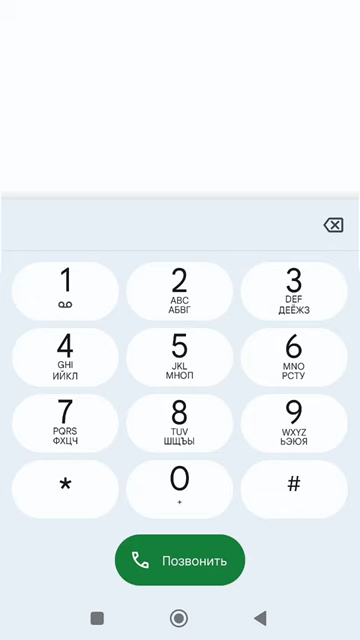 1 2 3
ABC DEF
АБВГ ДЕЁЖЗ
4 5 6
GHI JKL MNO
ИЙКЛ МНОП РСТУ
7 8 9
PQRS TUV WXYZ
ФХЦЧ ШЩЪЫ ЬЭЮЯ
* 0 #
+
Позвонить